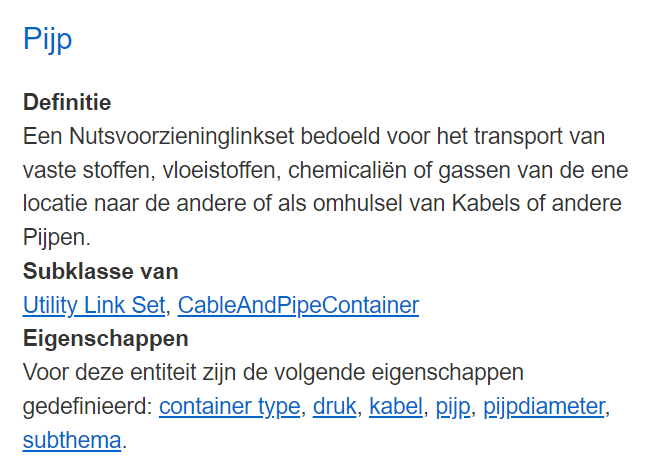 Pijp
Definitie
Een Nutsvoorzieninglinkset bedoeld voor het transport van
vaste stoffen, vloeistoffen, chemicaliën of gassen van de ene
locatie naar de andere of als omhulsel van Kabels of andere
Pijpen.
Subklasse van
Utility Link Set, CableAndPipeContainer
Eigenschappen
Voor deze entiteit zijn de volgende eigenschappen
gedefinieerd: container type, druk, kabel, pijp, pijpdiameter,
subthema.